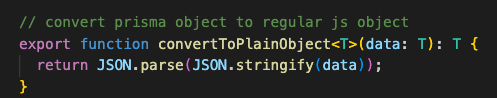 // convert prisma object to regular js object
export function convertToPlainObject<T>(data: T): T {
  return JSON.parse(JSON.stringify(data));
}